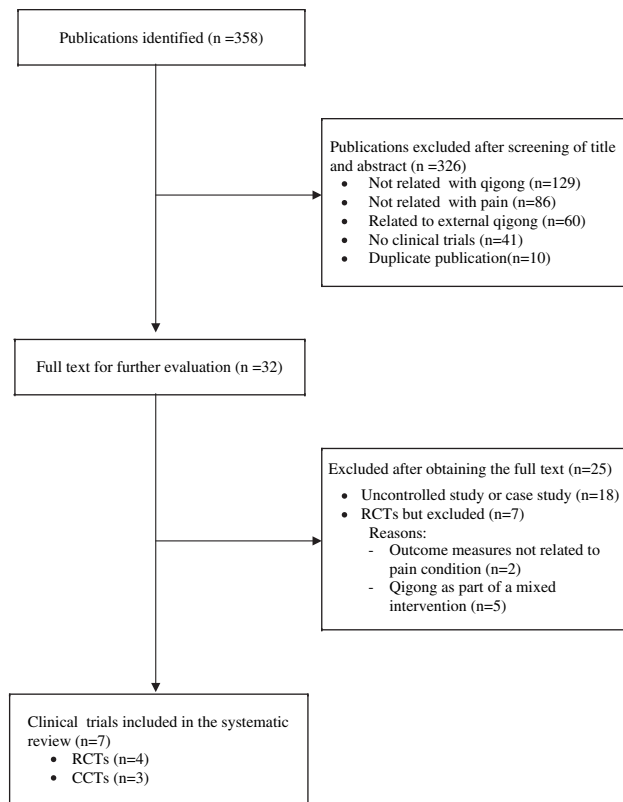 Publications identified (n =358)
Publications excluded after screening of title
and abstract (n =326)
• Not related with qigong (n=129)
• Not related with pain (n=86)
• Related to external qigong (n=60)
• No clinical trials (n=41)
• Duplicate publication(n=10)
Full text for further evaluation (n =32)
Excluded after obtaining the full text (n=25)
• Uncontrolled study or case study (n=18)
• RCTs but excluded (n=7)
Reasons:
- Outcome measures not related to
pain condition (n=2)
- Qigong as part of a mixed
intervention (n=5)
Clinical trials included in the systematic
review (n=7)
• RCTs (n=4)
• CCTs (n=3)